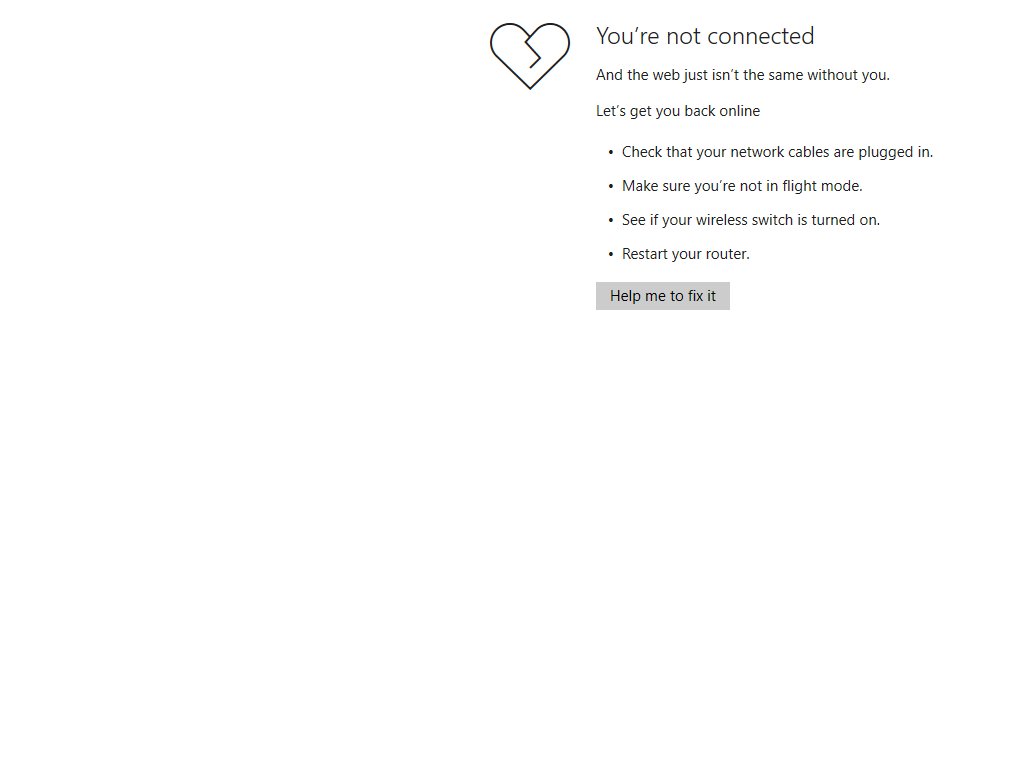 You’re not connected
And the web just isn’t the same without you.
Let’s get you back online
• Check that your network cables are plugged in.
• Make sure you’re not in flight mode.
• See if your wireless switch is turned on.
• Restart your router.
Help me to fix it